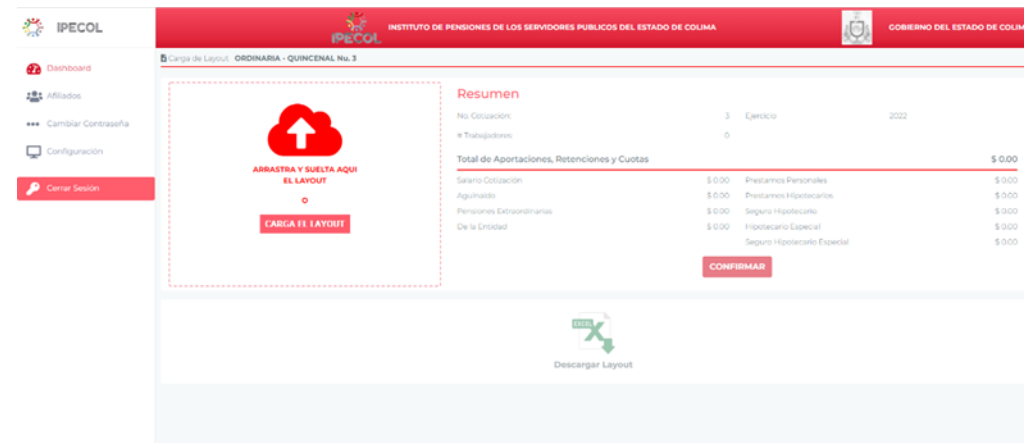 IPECOL
IPECOL
INSTITUTO DE PENSIONES DE LOS SERVIDORES PUBLICOS DEL ESTADO DE COLIMA
GOBIERNO DEL ESTADO DE COLIM
Dashboard
Afiliados
Cambiar Contraseña
Configuración
Cerrar Sesión
Carga de Layout: ORDINARIA - QUINCENAL Nu. 3
ARRASTRA Y SUELTA AQUI
EL LAYOUT
O
CARGA EL LAYOUT
Resumen
No. Cotización: 3 Ejercicio 2022
# Trabajadores: 0
Total de Aportaciones, Retenciones y Cuotas $ 0.00
Salario Cotización $ 0.00 Prestamos Personales $ 0.00
Aguinaldo $ 0.00 Prestamos Hipotecarios $ 0.00
Pensiones Extraordinarias $ 0.00 Seguro Hipotecario $ 0.00
De la Entidad $ 0.00 Hipotecario Especial $ 0.00
Seguro Hipotecario Especial $ 0.00
CONFIRMAR
EXCEL
X
Descargar Layout